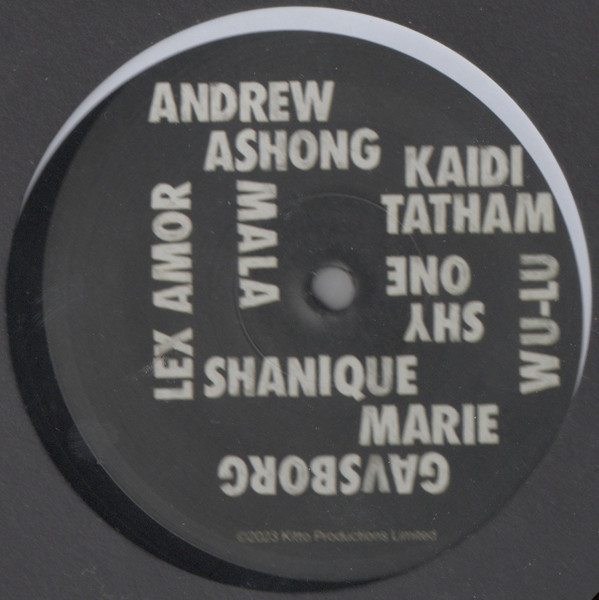 ANDREW
ASHONG
KAIDI
TATHAM
MALA
LEX AMOR
SHY
ONE
WU-LU
SHANIQUE
MARIE
GAVSBORG
©2023 Kitto Productions Limited